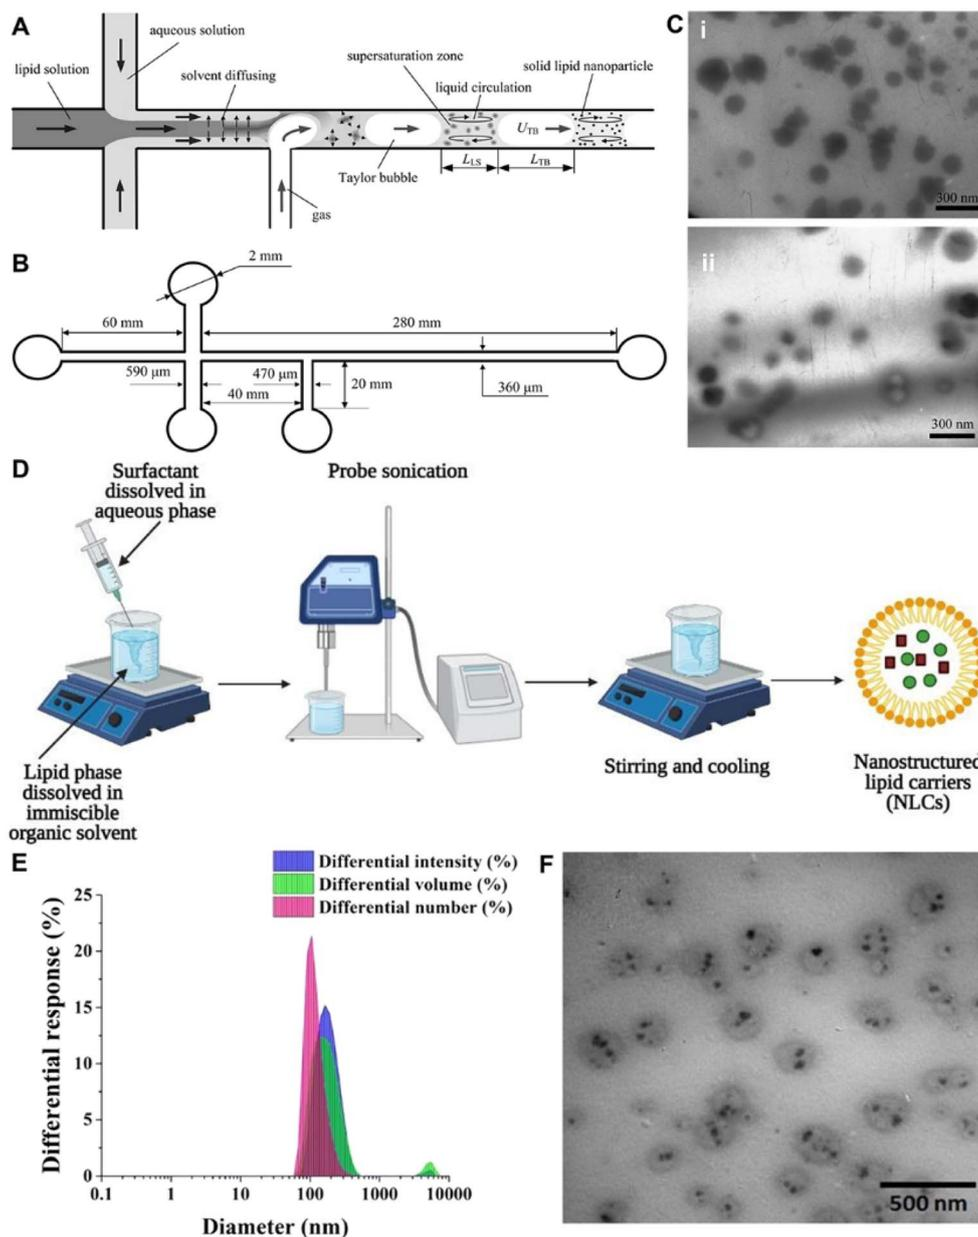 A
aqueous solution
lipid solution
solvent diffusing
supersaturation zone
liquid circulation
solid lipid nanoparticle
U_TB
Taylor bubble
L_LS
L_TB
gas
B
2 mm
60 mm
280 mm
590 µm
470 µm
20 mm
360 µm
40 mm
C
i
300 nm
ii
300 nm
D
Surfactant
dissolved in
aqueous phase
Probe sonication
Lipid phase
dissolved in
immiscible
organic solvent
Stirring and cooling
Nanostructured
lipid carriers
(NLCs)
E
Differential intensity (%)
Differential volume (%)
Differential number (%)
Differential response (%)
25
20
15
10
5
0
0.1 1 10 100 1000 10000
Diameter (nm)
F
500 nm